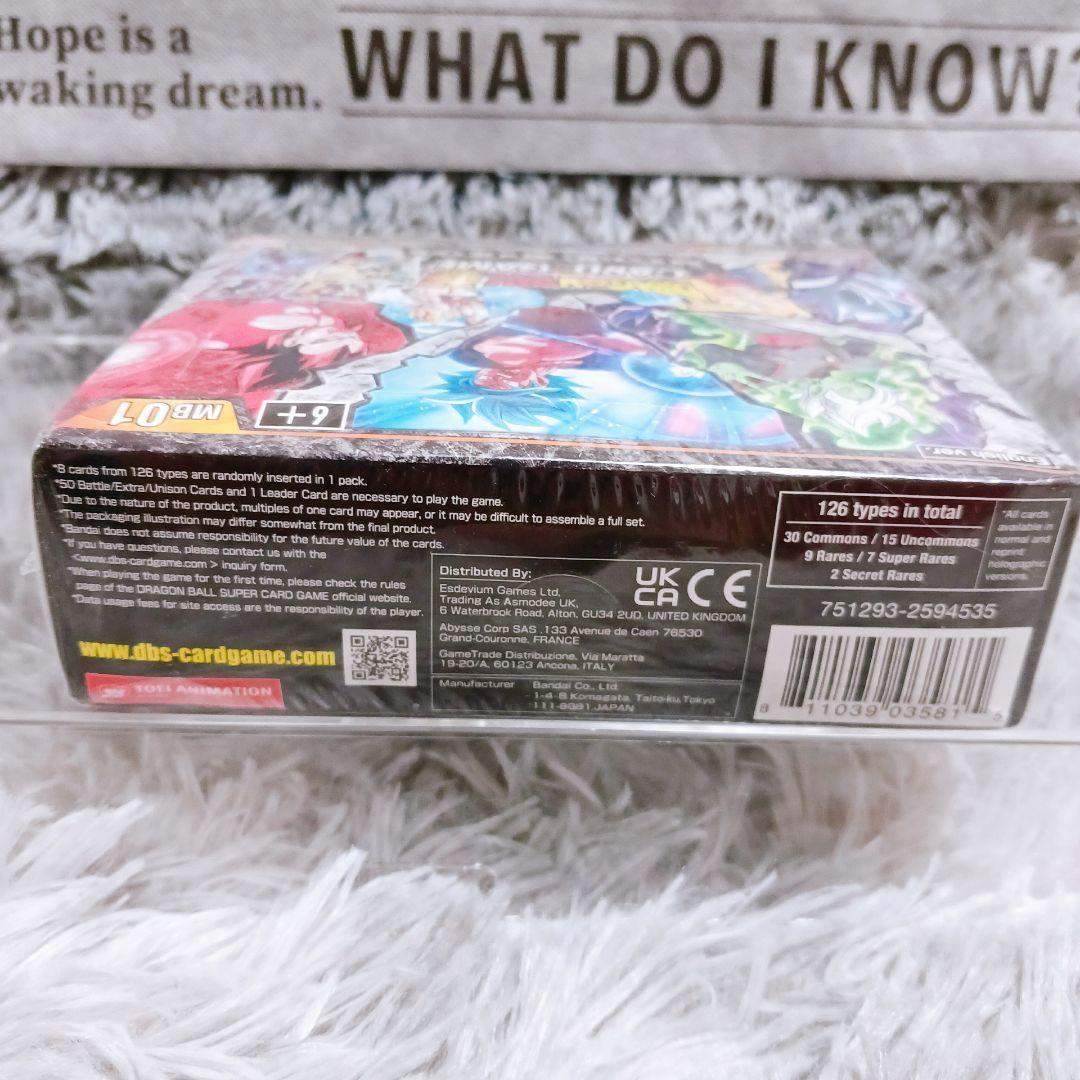 Hope is a
waking dream.
WHAT DO I KNOW?
MB01
6+
English ver.
*8 cards from 126 types are randomly inserted in 1 pack.
*50 Battle/Extra/Unison Cards and 1 Leader Card are necessary to play the game.
*Due to the nature of the product, multiples of one card may appear, or it may be difficult to assemble a full set.
*The packaging illustration may differ somewhat from the final product.
*Bandai does not assume responsibility for the future value of the cards.
*If you have questions, please contact us with the
<www.dbs-cardgame.com > inquiry form.
*When playing the game for the first time, please check the rules
page of the DRAGON BALL SUPER CARD GAME official website.
*Data usage fees for site access are the responsibility of the player.
www.dbs-cardgame.com
TOEI ANIMATION
Distributed By:
Esdevium Games Ltd,
Trading As Asmodee UK,
6 Waterbrook Road, Alton, GU34 2UD, UNITED KINGDOM
UK
CA CE
Abysse Corp SAS .133 Avenue de Caen 76530
Grand-Couronne, FRANCE
GameTrade Distribuzione, Via Maratta
19-20/A, 60123 Ancona, ITALY
Manufacturer Bandai Co., Ltd.
1-4-8 Komagata, Taito-ku, Tokyo
111-8081 JAPAN
126 types in total
30 Commons / 15 Uncommons
9 Rares / 7 Super Rares
2 Secret Rares
*All cards
available in
normal and
reprint
holographic
versions.
751293-2594535
8 11039 03581 5